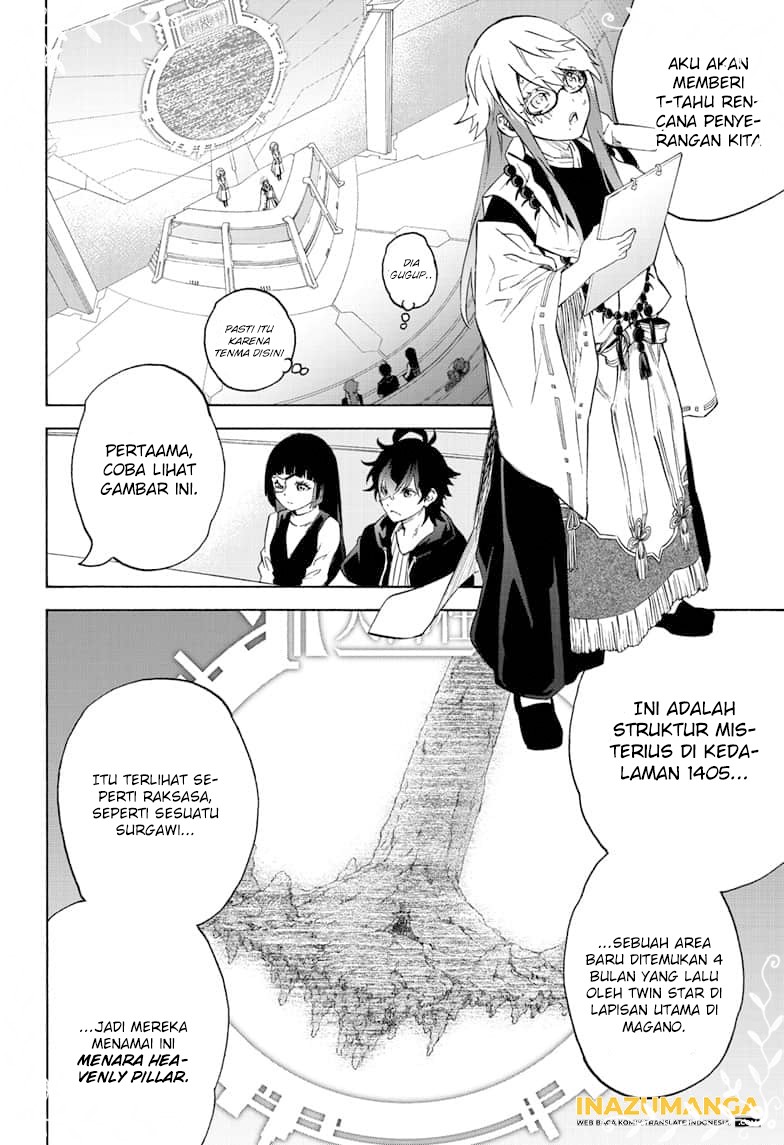 AKU AKAN
MEMBERI
T-TAHU REN-
CANA PENYE-
RANGAN KITA
DIA
GUGUP..
PASTI ITU
KARENA
TENMA DISINI
PERTAAMA,
COBA LIHAT
GAMBAR INI.
INI ADALAH
STRUKTUR MIS-
TERIUS DI KEDA-
LAMAN 1405...
...SEBUAH AREA
BARU DITEMUKAN 4
BULAN YANG LALU
OLEH TWIN STAR DI
LAPISAN UTAMA DI
MAGANO.
ITU TERLIHAT SE-
PERTI RAKSASA,
SEPERTI SESUATU
SURGAWI...
...JADI MEREKA
MENAMAI INI
MENARA HEA-
VENLY PILLAR.
INAZUMANGA
WEB BACA KOMIK TRANSLATE INDONESIA